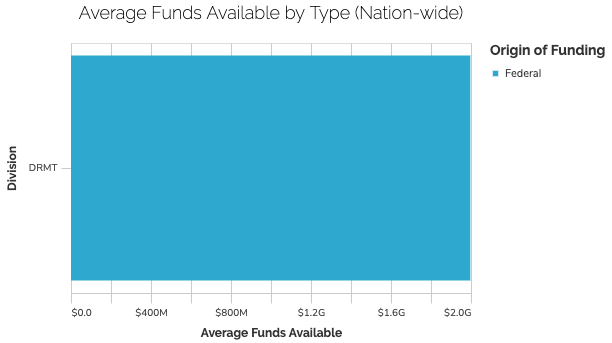 Average Funds Available by Type (Nation-wide)
Origin of Funding
Federal
Division
DRMT
$0.0 $400M $800M $1.2G $1.6G $2.0G
Average Funds Available